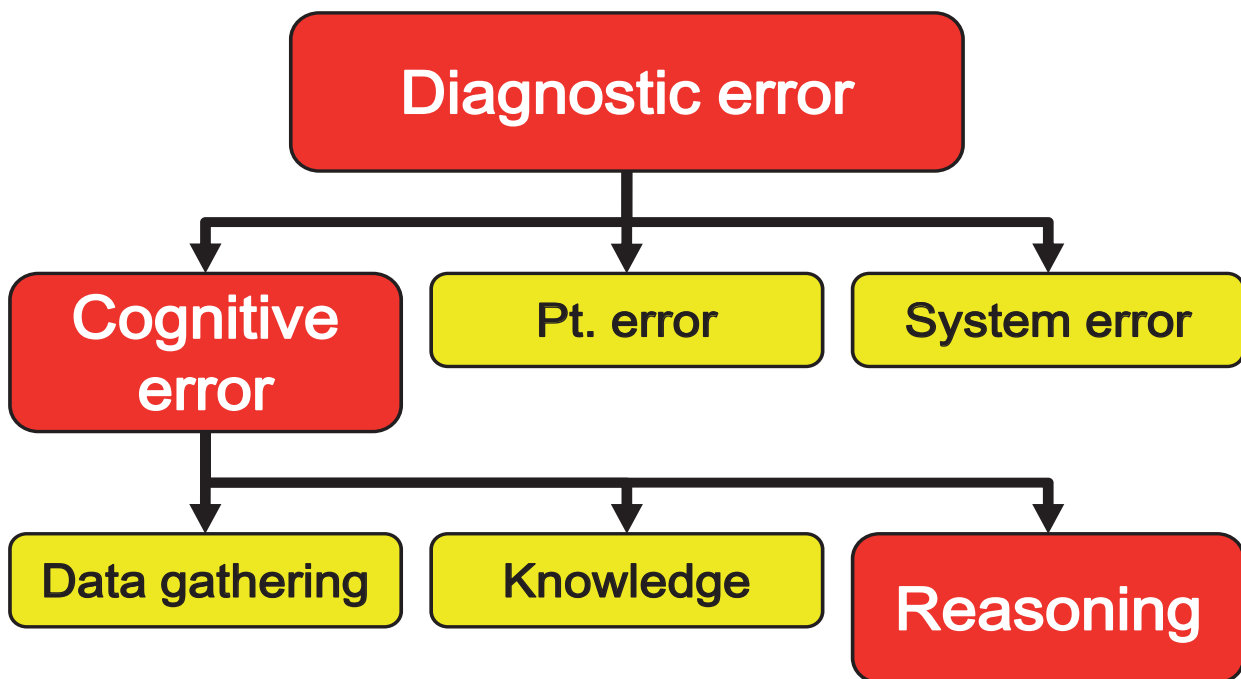 Diagnostic error
Cognitive
error
Pt. error
System error
Data gathering
Knowledge
Reasoning